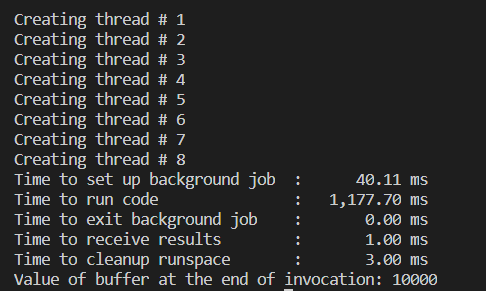 Creating thread # 1
Creating thread # 2
Creating thread # 3
Creating thread # 4
Creating thread # 5
Creating thread # 6
Creating thread # 7
Creating thread # 8
Time to set up background job  :      40.11 ms
Time to run code               :   1,177.70 ms
Time to exit background job    :       0.00 ms
Time to receive results        :       1.00 ms
Time to cleanup runspace       :       3.00 ms
Value of buffer at the end of invocation: 10000